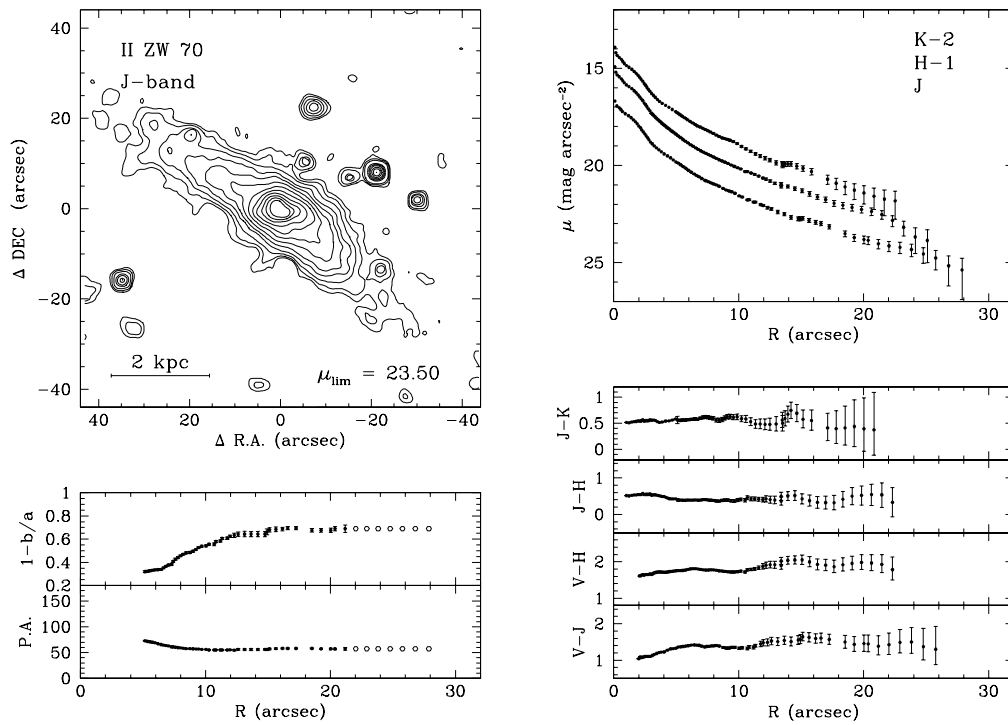 II ZW 70
J-band
2 kpc
μlim = 23.50
Δ DEC (arcsec)
40
20
0
−20
−40
40 20 0 −20 −40
Δ R.A. (arcsec)
K-2
H-1
J
μ (mag arcsec⁻²)
15
20
25
0 10 20 30
R (arcsec)
1-b/a
1
0.8
0.6
0.4
0.2
P.A.
150
100
50
0
0 10 20 30
R (arcsec)
J-K
1
0.5
0
J-H
1
0
V-H
2
1
V-J
2
1
0 10 20 30
R (arcsec)